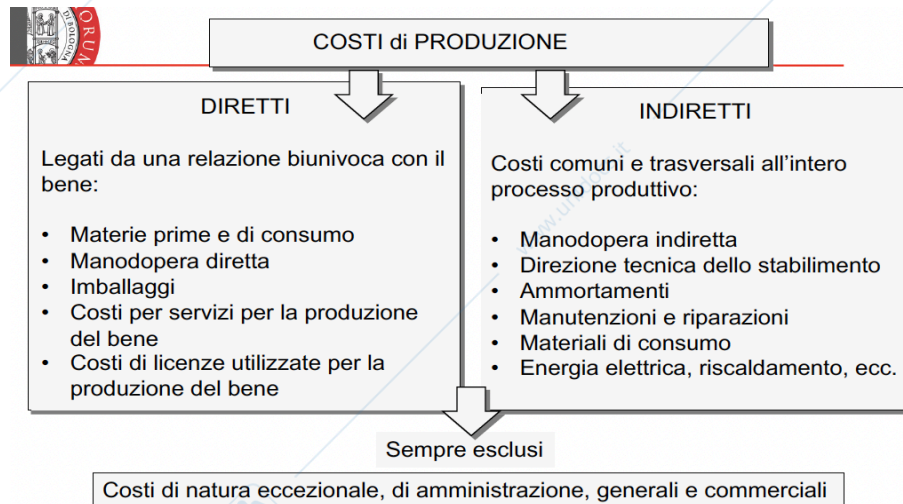 ORUM
DI BOLOGNA
COSTI di PRODUZIONE
DIRETTI
Legati da una relazione biunivoca con il
bene:
• Materie prime e di consumo
• Manodopera diretta
• Imballaggi
• Costi per servizi per la produzione
del bene
• Costi di licenze utilizzate per la
produzione del bene
INDIRETTI
Costi comuni e trasversali all'intero
processo produttivo:
• Manodopera indiretta
• Direzione tecnica dello stabilimento
• Ammortamenti
• Manutenzioni e riparazioni
• Materiali di consumo
• Energia elettrica, riscaldamento, ecc.
Sempre esclusi
Costi di natura eccezionale, di amministrazione, generali e commerciali